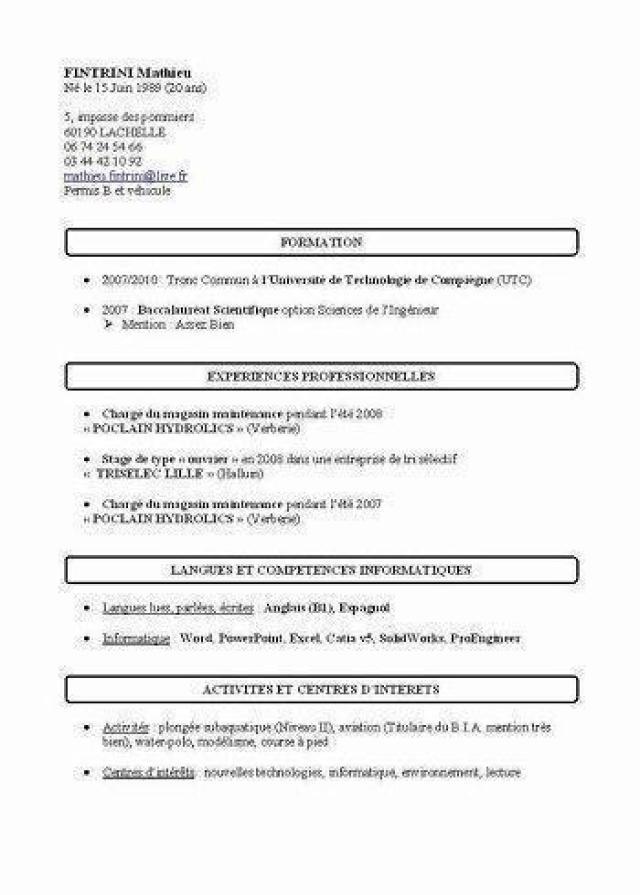 FINTRINI Mathieu
Né le 15 Juin 1989 (20 ans)
5, impasse des pommiers
60190 LACHELLE
06 74 24 54 66
03 44 42 10 92
mathieu.fintrini@live.fr
Permis B et véhicule
FORMATION
• 2007/2010 : Tronc Commun à l'Université de Technologie de Compiègne (UTC)
• 2007 : Baccalauréat Scientifique option Sciences de l'Ingénieur
➢ Mention : Assez Bien
EXPERIENCES PROFESSIONNELLES
• Chargé du magasin maintenance pendant l'été 2008
« POCLAIN HYDROLICS » (Verberie)
• Stage de type « ouvrier » en 2008 dans une entreprise de tri sélectif
« TRISELEC LILLE » (Halluin)
• Chargé du magasin maintenance pendant l'été 2007
« POCLAIN HYDROLICS » (Verberie)
LANGUES ET COMPETENCES INFORMATIQUES
• Langues lues, parlées, écrites : Anglais (B1), Espagnol
• Informatique : Word, PowerPoint, Excel, Catia v5, SolidWorks, ProEngineer
ACTIVITES ET CENTRES D'INTERETS
• Activités : plongée subaquatique (Niveau II), aviation (Titulaire du B.I.A. mention très
bien), water-polo, modélisme, course à pied
• Centres d'intérêts : nouvelles technologies, informatique, environnement, lecture